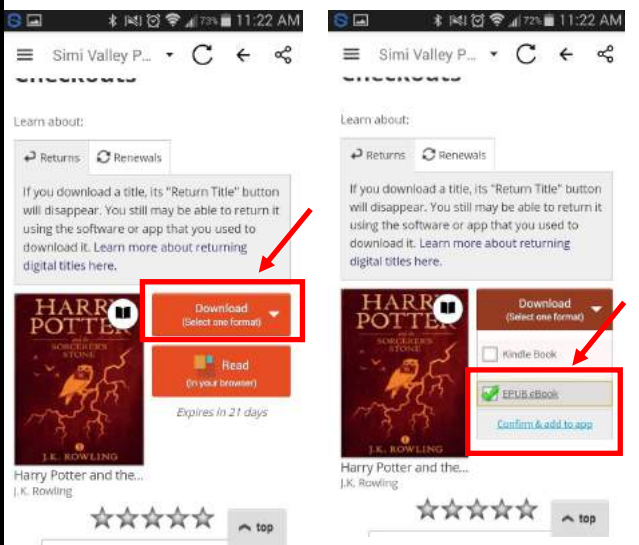 73% 11:22 AM
Simi Valley P...
Checkouts
Learn about:
Returns Renewals
If you download a title, its "Return Title" button
will disappear. You still may be able to return it
using the software or app that you used to
download it. Learn more about returning
digital titles here.
HARRY
POTTER
and the
SORCERER'S
STONE
J.K. ROWLING
Download
(Select one format)
Read
(in your browser)
Expires in 21 days
Harry Potter and the...
J.K. Rowling
top
72% 11:22 AM
Simi Valley P...
Checkouts
Learn about:
Returns Renewals
If you download a title, its "Return Title" button
will disappear. You still may be able to return it
using the software or app that you used to
download it. Learn more about returning
digital titles here.
HARRY
POTTER
and the
SORCERER'S
STONE
J.K. ROWLING
Download
(Select one format)
Kindle Book
EPUB eBook
Confirm & add to app
Harry Potter and the...
J.K. Rowling
top